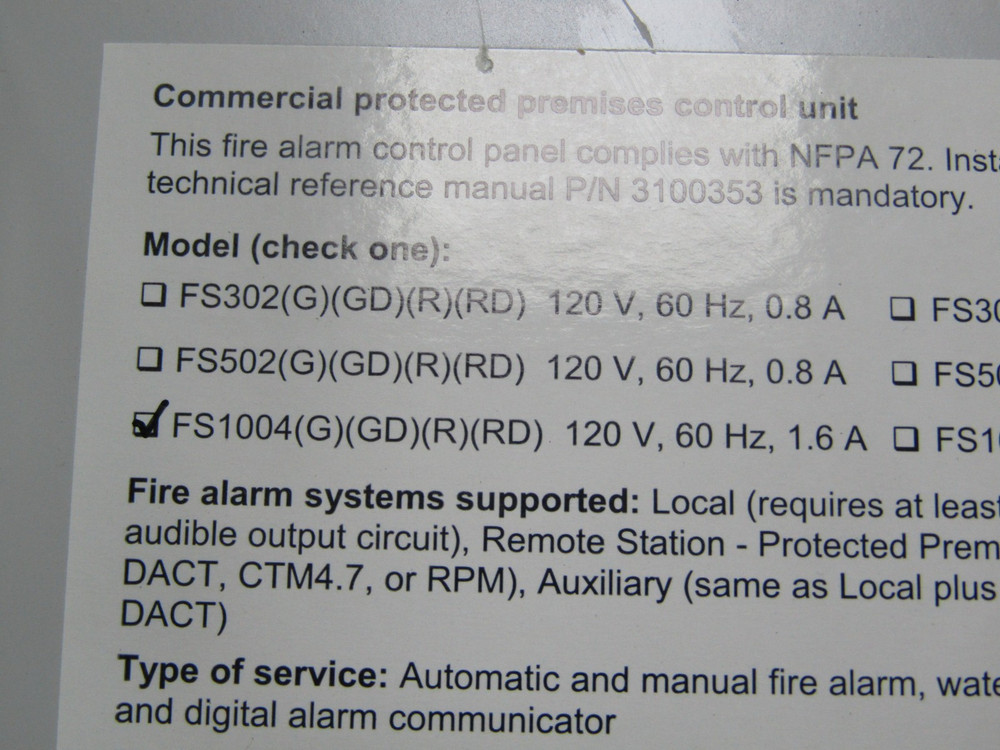 Commercial protected premises control unit
This fire alarm control panel complies with NFPA 72. Insta
technical reference manual P/N 3100353 is mandatory.
Model (check one):
❑ FS302(G)(GD)(R)(RD) 120 V, 60 Hz, 0.8 A ❑ FS30
❑ FS502(G)(GD)(R)(RD) 120 V, 60 Hz, 0.8 A ❑ FS50
☑ FS1004(G)(GD)(R)(RD) 120 V, 60 Hz, 1.6 A ❑ FS10
Fire alarm systems supported: Local (requires at least
audible output circuit), Remote Station - Protected Prem
DACT, CTM4.7, or RPM), Auxiliary (same as Local plus
DACT)
Type of service: Automatic and manual fire alarm, wate
and digital alarm communicator